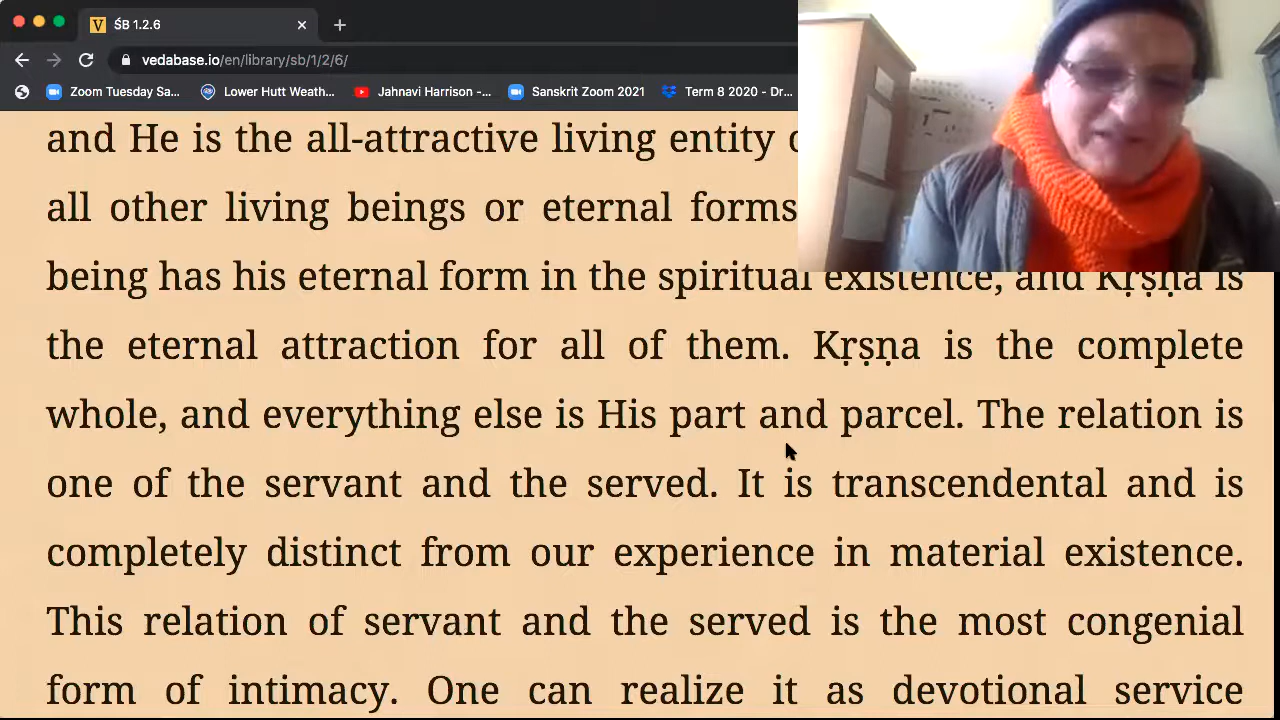 ŚB 1.2.6
vedabase.io/en/library/sb/1/2/6/
Zoom Tuesday Sa... Lower Hutt Weath... Jahnavi Harrison -... Sanskrit Zoom 2021 Term 8 2020 - Dr...
and He is the all-attractive living entity
all other living beings or eternal forms
being has his eternal form in the spiritual existence, and Kṛṣṇa is
the eternal attraction for all of them. Kṛṣṇa is the complete
whole, and everything else is His part and parcel. The relation is
one of the servant and the served. It is transcendental and is
completely distinct from our experience in material existence.
This relation of servant and the served is the most congenial
form of intimacy. One can realize it as devotional service